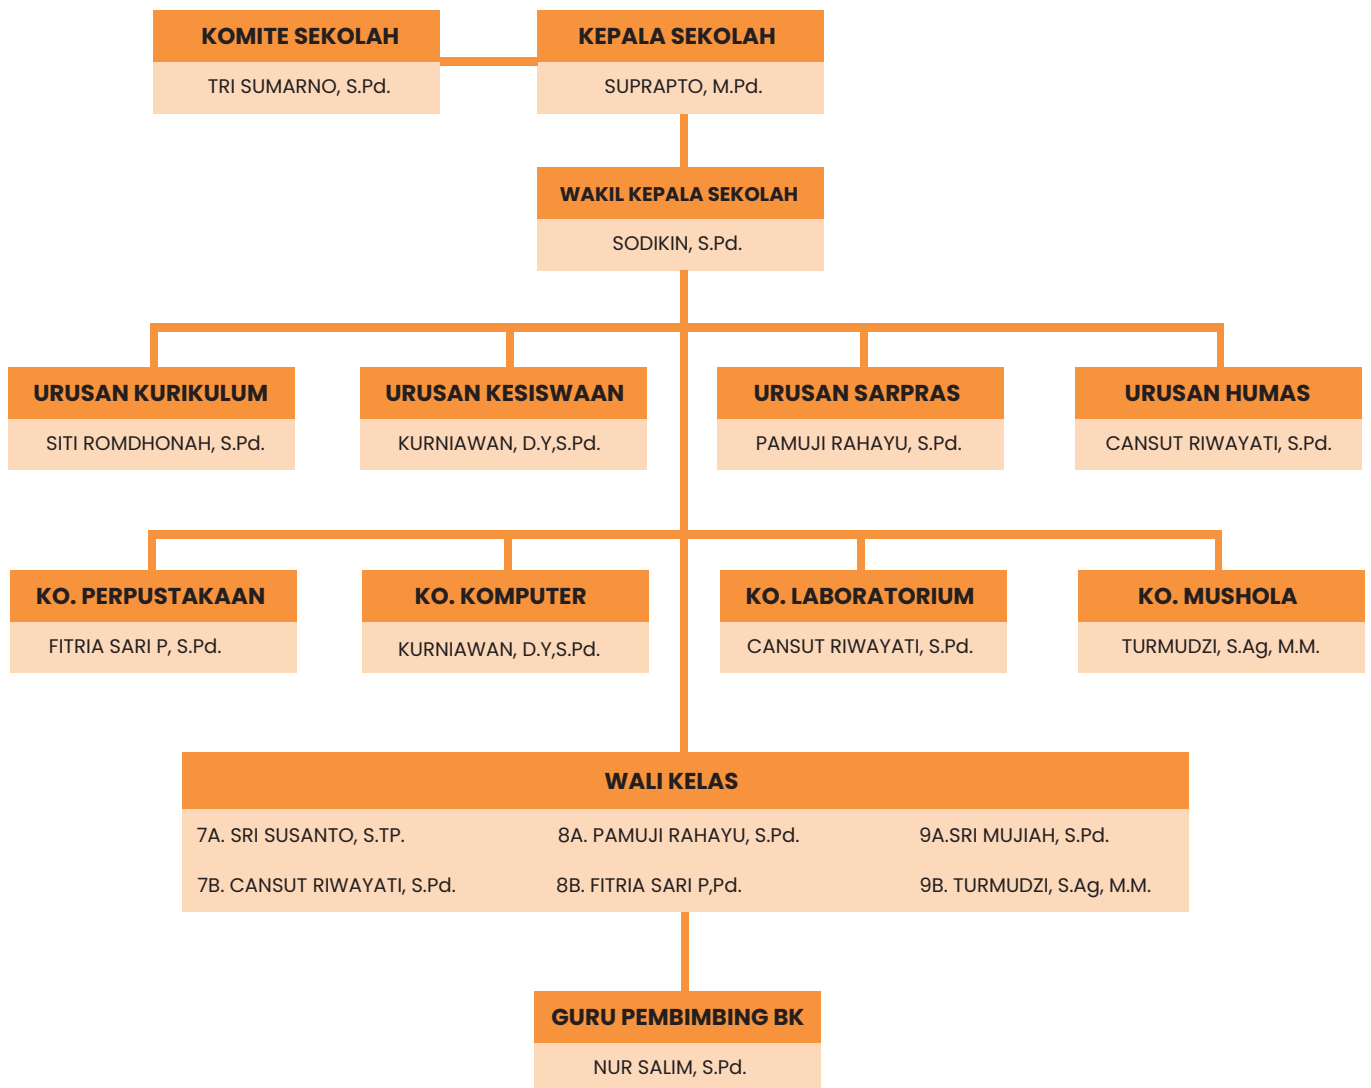 KOMITE SEKOLAH
TRI SUMARNO, S.Pd.
KEPALA SEKOLAH
SUPRAPTO, M.Pd.
WAKIL KEPALA SEKOLAH
SODIKIN, S.Pd.
URUSAN KURIKULUM
SITI ROMDHONAH, S.Pd.
URUSAN KESISWAAN
KURNIAWAN, D.Y,S.Pd.
URUSAN SARPRAS
PAMUJI RAHAYU, S.Pd.
URUSAN HUMAS
CANSUT RIWAYATI, S.Pd.
KO. PERPUSTAKAAN
FITRIA SARI P, S.Pd.
KO. KOMPUTER
KURNIAWAN, D.Y,S.Pd.
KO. LABORATORIUM
CANSUT RIWAYATI, S.Pd.
KO. MUSHOLA
TURMUDZI, S.Ag, M.M.
WALI KELAS
7A. SRI SUSANTO, S.TP.
7B. CANSUT RIWAYATI, S.Pd.
8A. PAMUJI RAHAYU, S.Pd.
8B. FITRIA SARI P,Pd.
9A.SRI MUJIAH, S.Pd.
9B. TURMUDZI, S.Ag, M.M.
GURU PEMBIMBING BK
NUR SALIM, S.Pd.